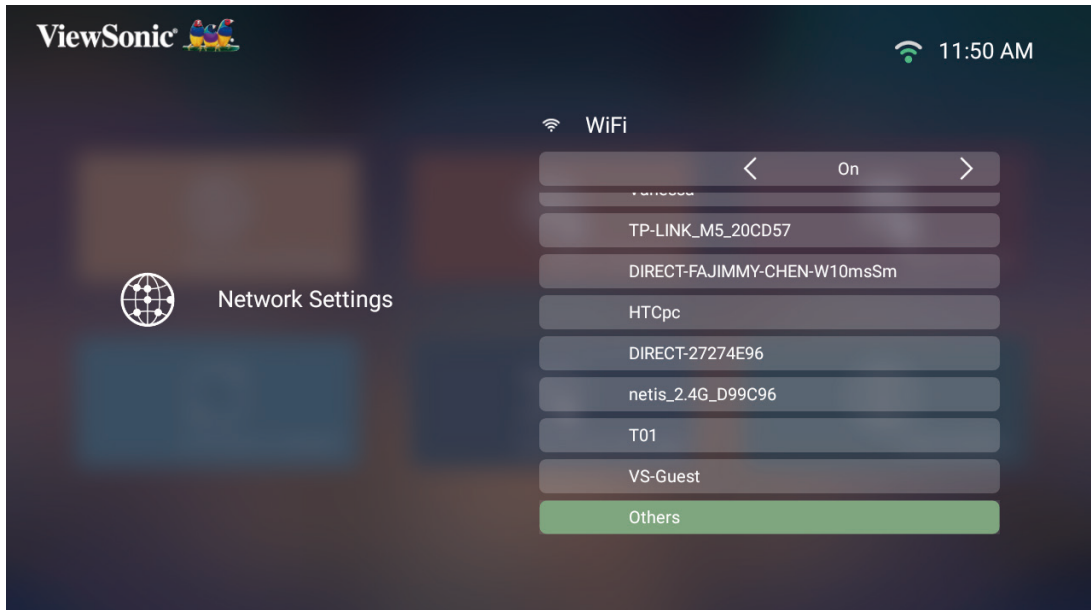 ViewSonic
11:50 AM
WiFi
On
Vanessa
TP-LINK_M5_20CD57
DIRECT-FAJIMMY-CHEN-W10msSm
HTCpc
Network Settings
DIRECT-27274E96
netis_2.4G_D99C96
T01
VS-Guest
Others